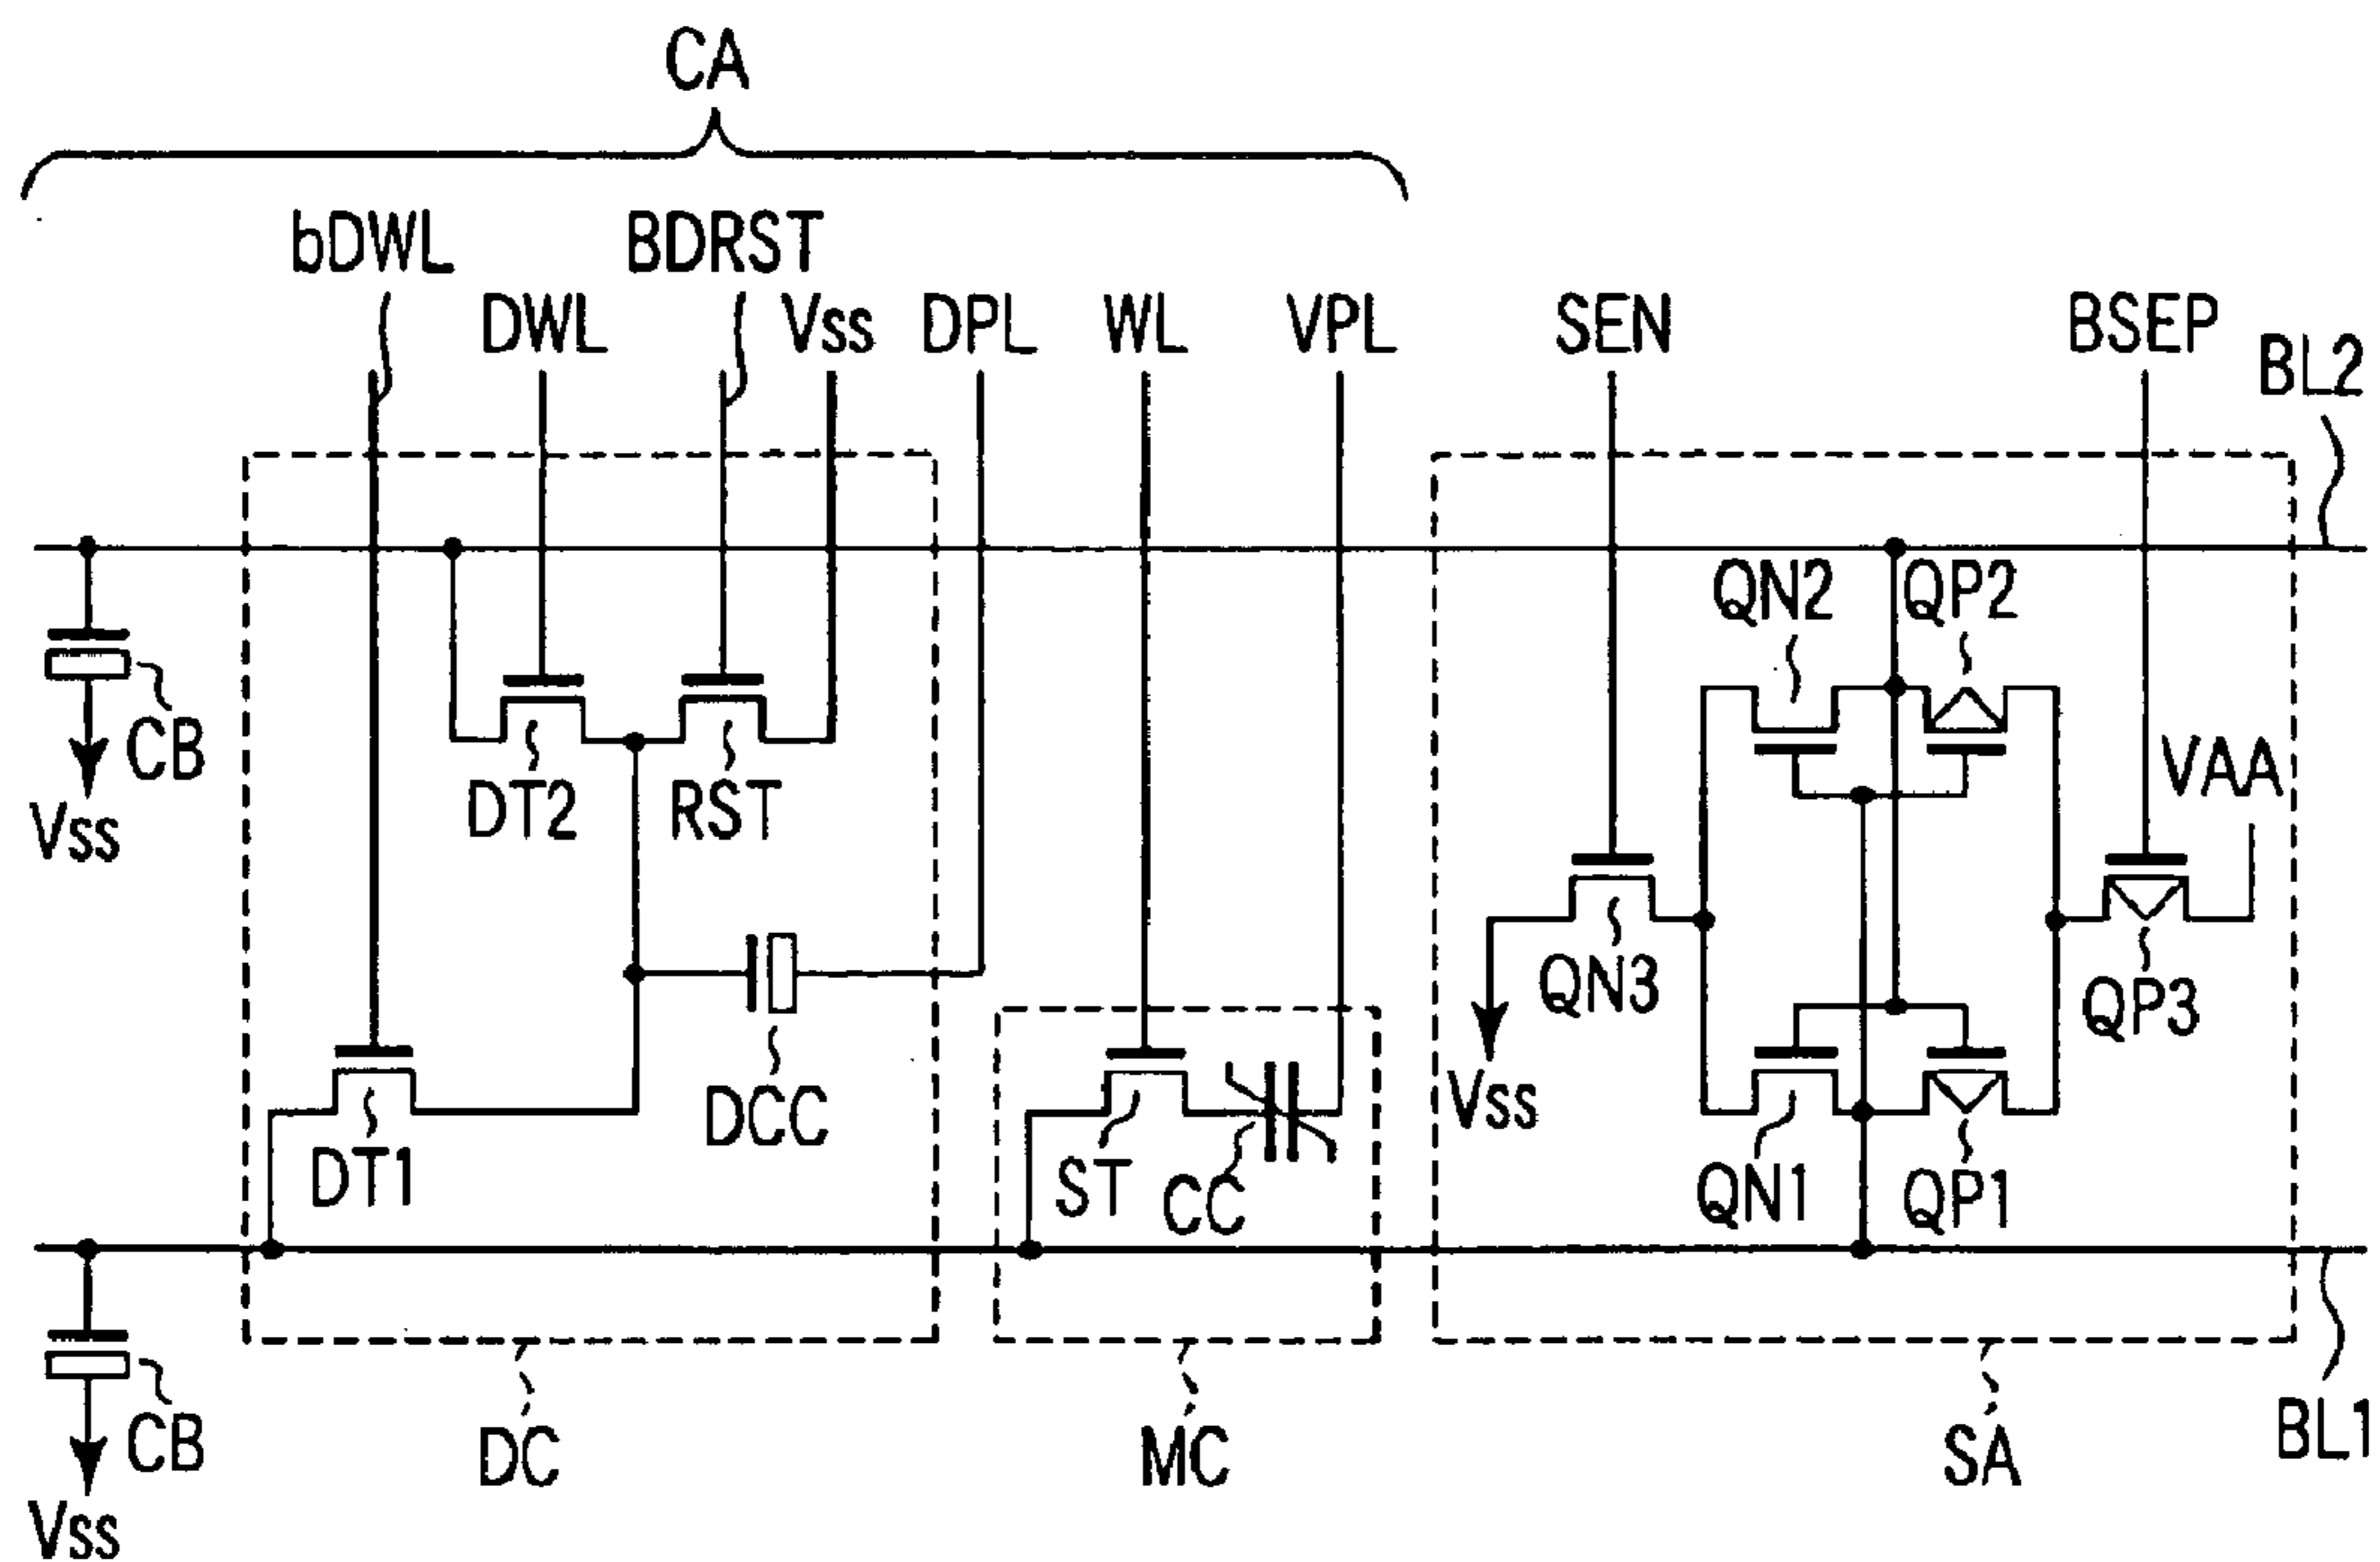 CA
bDWL
BDRST
DWL
Vss
DPL
WL
VPL
SEN
BSEP
BL2
QN2
QP2
CB
Vss
DT2
RST
VAA
QN3
QP3
Vss
DCC
DT1
ST
CC
QN1
QP1
CB
Vss
DC
MC
SA
BL1